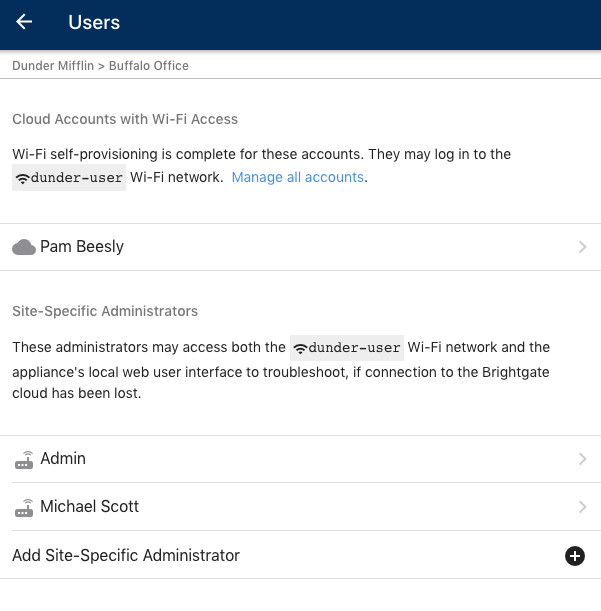 Users
Dunder Mifflin > Buffalo Office
Cloud Accounts with Wi-Fi Access
Wi-Fi self-provisioning is complete for these accounts. They may log in to the
dunder-user Wi-Fi network. Manage all accounts.
Pam Beesly
Site-Specific Administrators
These administrators may access both the dunder-user Wi-Fi network and the
appliance's local web user interface to troubleshoot, if connection to the Brightgate
cloud has been lost.
Admin
Michael Scott
Add Site-Specific Administrator